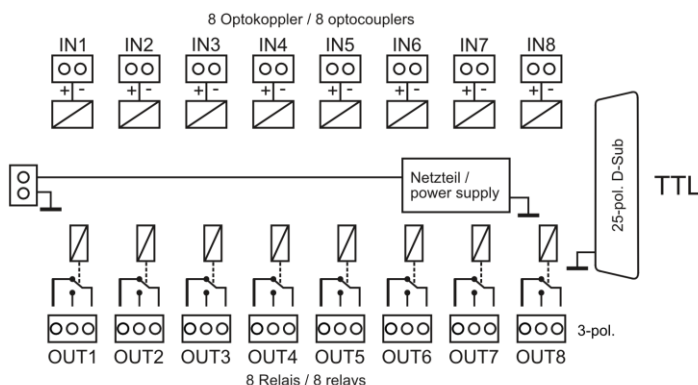 8 Optokoppler / 8 optocouplers
IN1 IN2 IN3 IN4 IN5 IN6 IN7 IN8
+ - + - + - + - + - + - + - + -
Netzteil /
power supply
25-pol. D-Sub
TTL
3-pol.
OUT1 OUT2 OUT3 OUT4 OUT5 OUT6 OUT7 OUT8
8 Relais / 8 relays